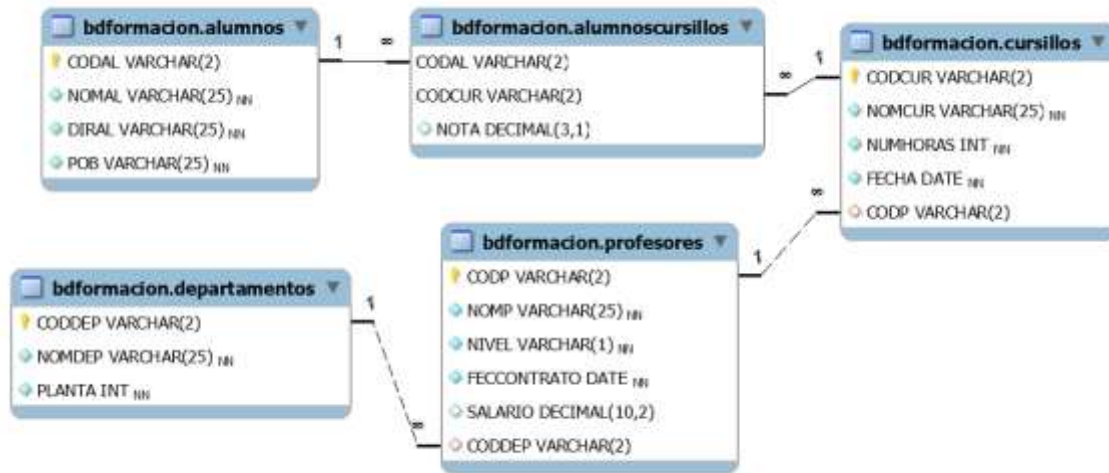 bdformacion.alumnos
CODAL VARCHAR(2)
NOMAL VARCHAR(25) NN
DIRAL VARCHAR(25) NN
POB VARCHAR(25) NN
1 ∞
bdformacion.alumnoscursillos
CODAL VARCHAR(2)
CODCUR VARCHAR(2)
NOTA DECIMAL(3,1)
∞ 1
bdformacion.cursillos
CODCUR VARCHAR(2)
NOMCUR VARCHAR(25) NN
NUMHORAS INT NN
FECHA DATE NN
CODP VARCHAR(2)
bdformacion.departamentos
CODDEP VARCHAR(2)
NOMDEP VARCHAR(25) NN
PLANTA INT NN
1 ∞
bdformacion.profesores
CODP VARCHAR(2)
NOMP VARCHAR(25) NN
NIVEL VARCHAR(1) NN
FECCONTRATO DATE NN
SALARIO DECIMAL(10,2)
CODDEP VARCHAR(2)
1 ∞